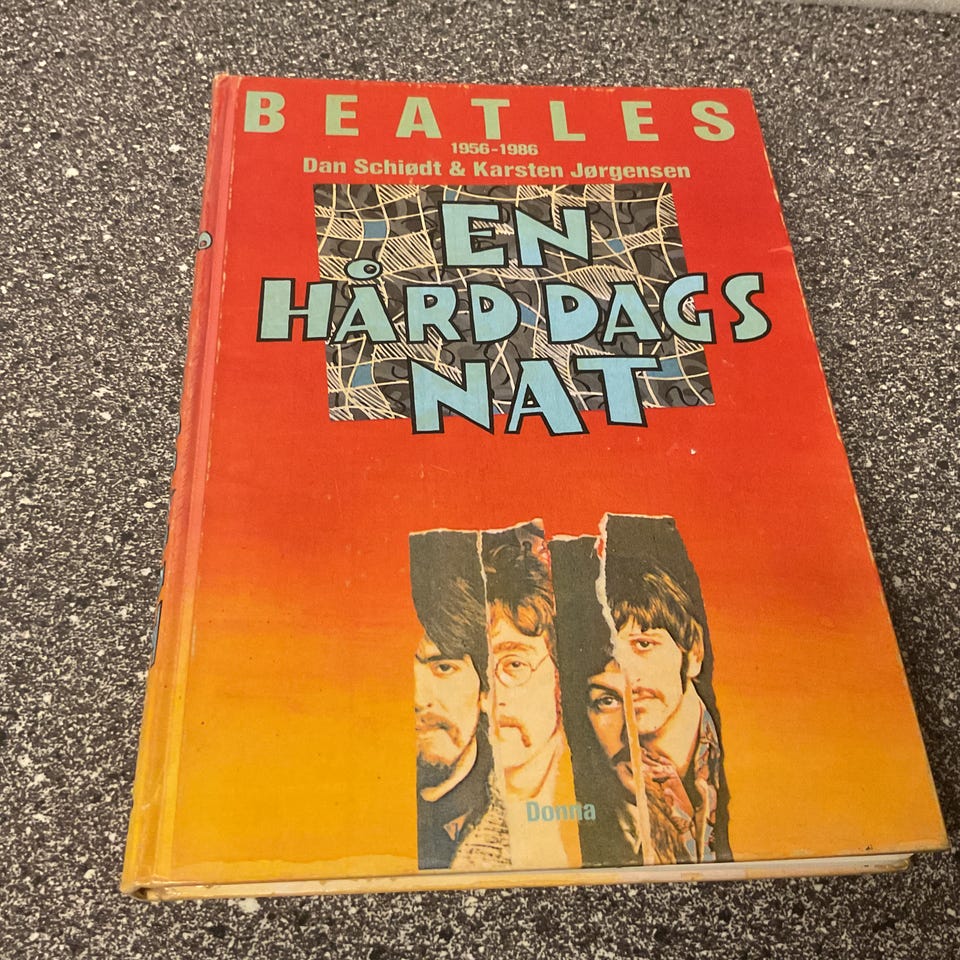 BEATLES
1956-1986
Dan Schiødt & Karsten Jørgensen
EN
HÅRD DAGS
NAT
Donna